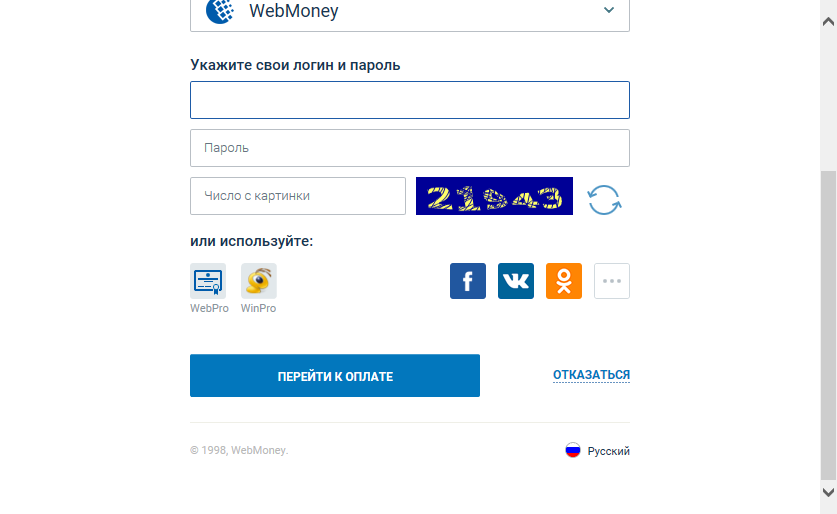 WebMoney
Укажите свои логин и пароль
Пароль
Число с картинки
21943
или используйте:
WebPro WinPro
ПЕРЕЙТИ К ОПЛАТЕ
ОТКАЗАТЬСЯ
© 1998, WebMoney.
Русский